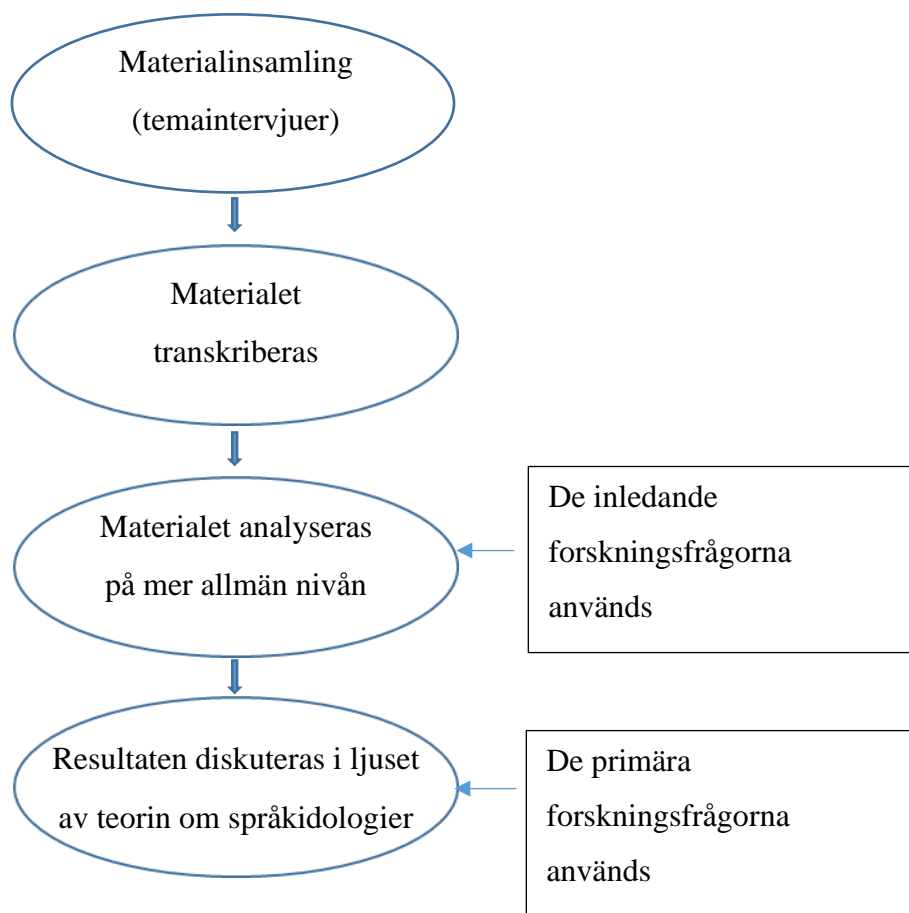 Materialinsamling
(temaintervjuer)
Materialet
transkriberas
Materialet analyseras
på mer allmän nivån
De inledande
forskningsfrågorna
används
Resultaten diskuteras i ljuset
av teorin om språkidologier
De primära
forskningsfrågorna
används